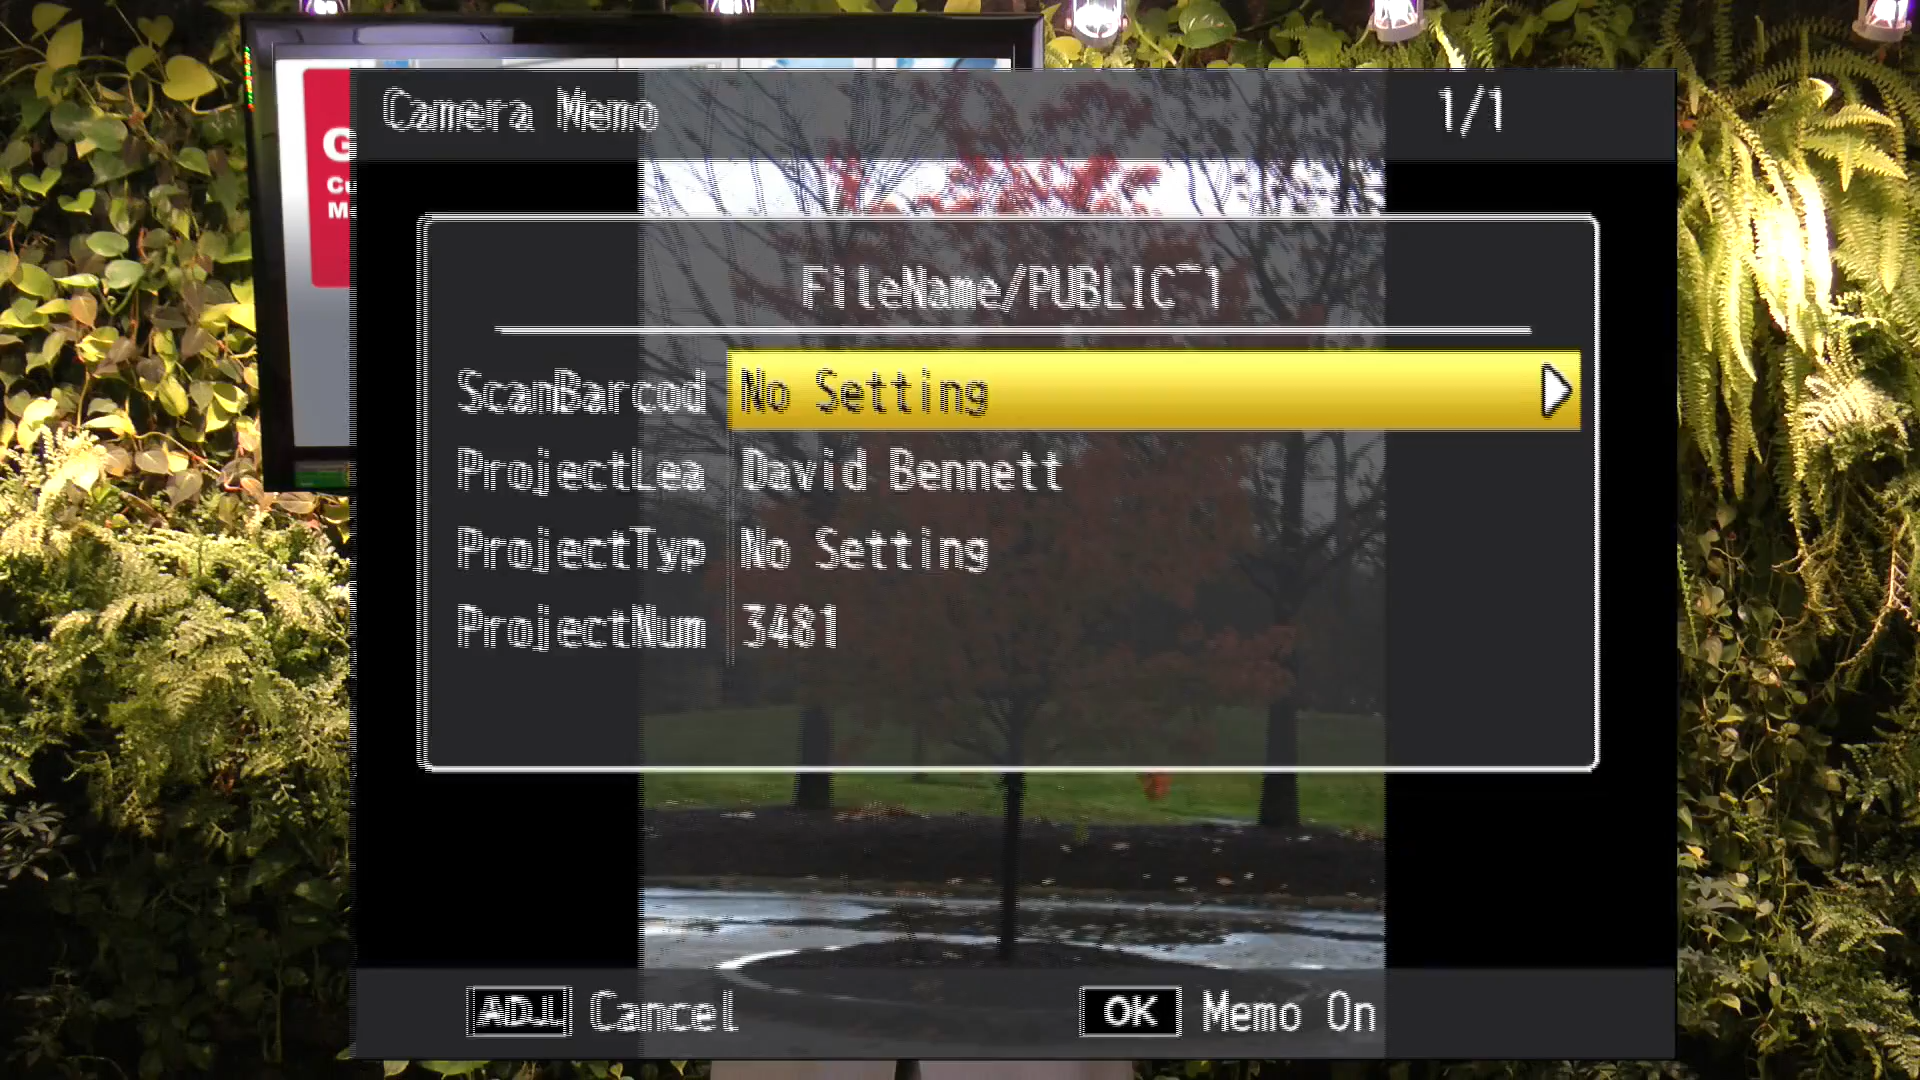 Camera Memo 1/1
FileName/PUBLIC~1
ScanBarcod No Setting
ProjectLea David Bennett
ProjectTyp No Setting
ProjectNum 3481
ADJ. Cancel OK Memo On